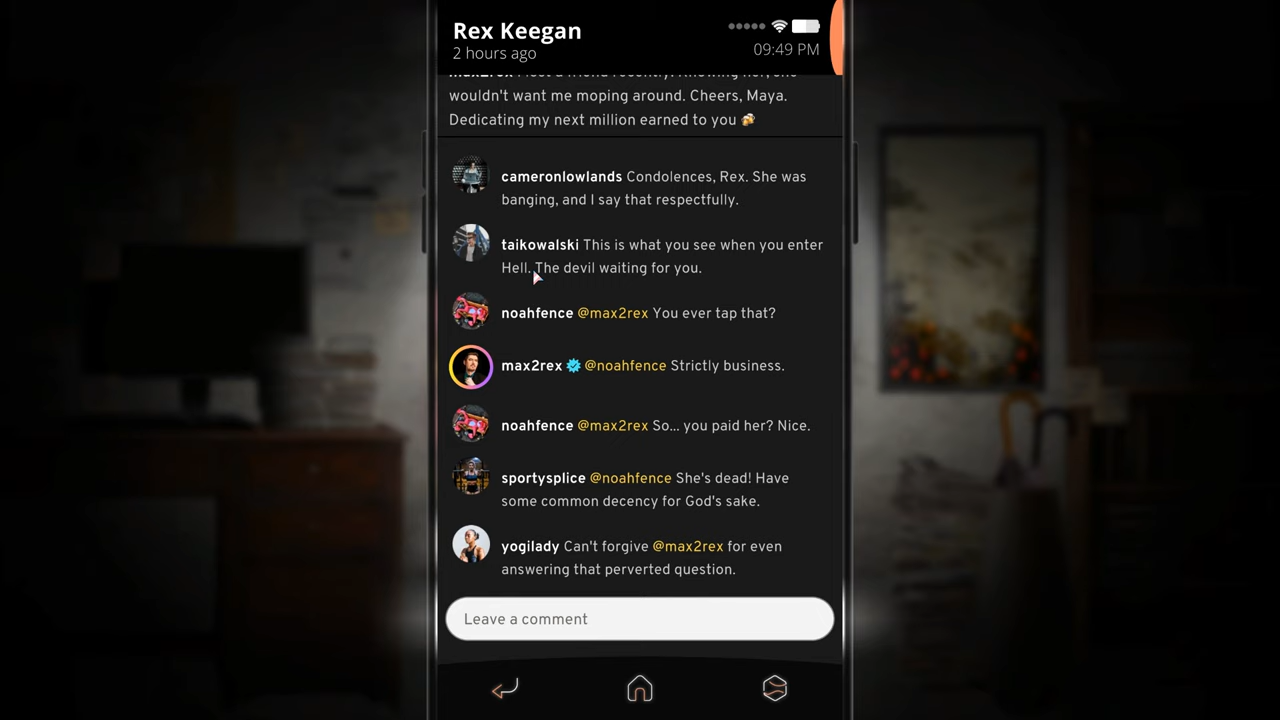 Rex Keegan
2 hours ago
09:49 PM
wouldn't want me moping around. Cheers, Maya.
Dedicating my next million earned to you 🍻
cameronlowlands Condolences, Rex. She was
banging, and I say that respectfully.
taikowalski This is what you see when you enter
Hell. The devil waiting for you.
noahfence @max2rex You ever tap that?
max2rex @noahfence Strictly business.
noahfence @max2rex So... you paid her? Nice.
sportysplice @noahfence She's dead! Have
some common decency for God's sake.
yogilady Can't forgive @max2rex for even
answering that perverted question.
Leave a comment